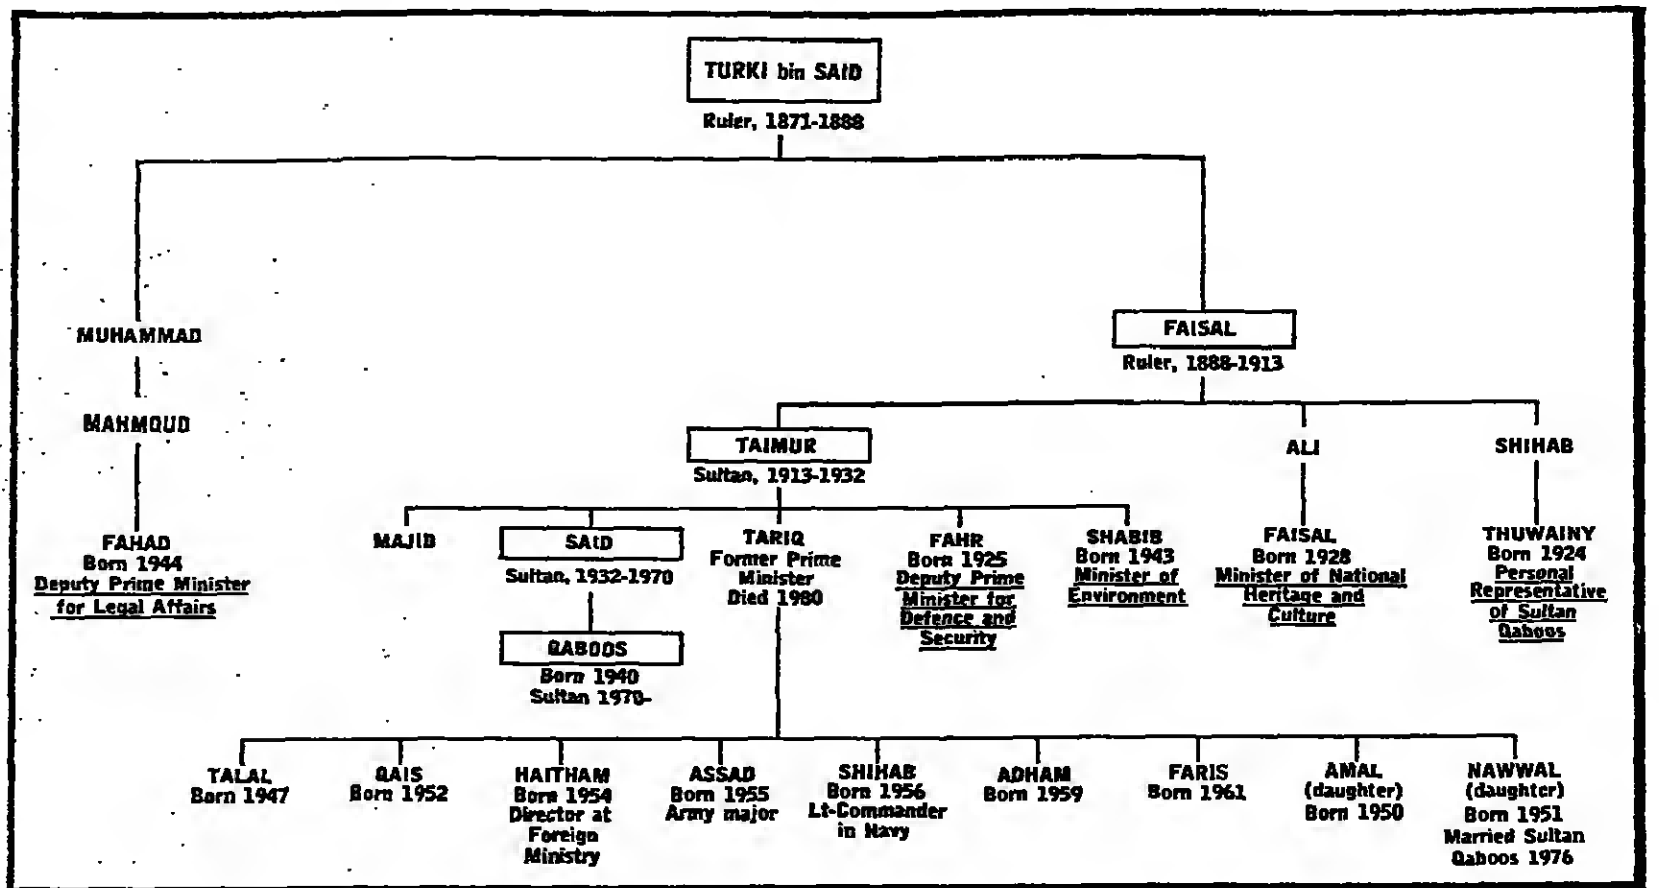 TURKI bin SAID
Ruler, 1871-1888
MUHAMMAD
MAHMOUD
FAHAD
Born 1944
Deputy Prime Minister
for Legal Affairs
FAISAL
Ruler, 1888-1913
TAIMUR
Sultan, 1913-1932
ALI
SHIHAB
MAJID
SAID
Sultan, 1932-1970
QABOOS
Born 1940
Sultan 1970-
TARIQ
Former Prime
Minister
Died 1980
FAHR
Born 1925
Deputy Prime
Minister for
Defence and
Security
SHABIB
Born 1943
Minister of
Environment
FAISAL
Born 1928
Minister of National
Heritage and
Culture
THUWAINY
Born 1924
Personal
Representative
of Sultan
Qaboos
TALAL
Born 1947
QAIS
Born 1952
HAITHAM
Born 1954
Director at
Foreign
Ministry
ASSAD
Born 1955
Army major
SHIHAB
Born 1956
Lt-Commander
in Navy
ADHAM
Born 1959
FARIS
Born 1961
AMAL
(daughter)
Born 1950
NAWWAL
(daughter)
Born 1951
Married Sultan
Qaboos 1976